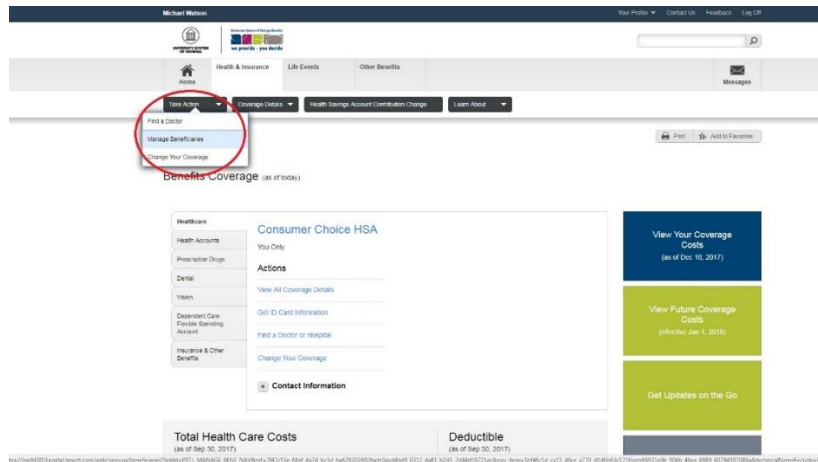 Michael Watson
Your Profile Contact Us Feedback Log Off
UNIVERSITY SYSTEM
OF GEORGIA
University System of Georgia Benefits
we provide - you decide
Home
Health & Insurance Life Events Other Benefits
Messages
Take Action Coverage Details Health Savings Account Contribution Change Learn About
Find a Doctor
Manage Beneficiaries
Change Your Coverage
Print Add to Favorites
Benefits Coverage (as of today)
Healthcare
Health Accounts
Prescription Drugs
Dental
Vision
Dependent Care
Flexible Spending
Account
Insurance & Other
Benefits
Consumer Choice HSA
You Only
Actions
View All Coverage Details
Get ID Card Information
Find a Doctor or Hospital
Change Your Coverage
Contact Information
View Your Coverage
Costs
(as of Dec 18, 2017)
View Future Coverage
Costs
(effective Jan 1, 2018)
Get Updates on the Go
Total Health Care Costs
(as of Sep 30, 2017)
Deductible
(as of Sep 30, 2017)